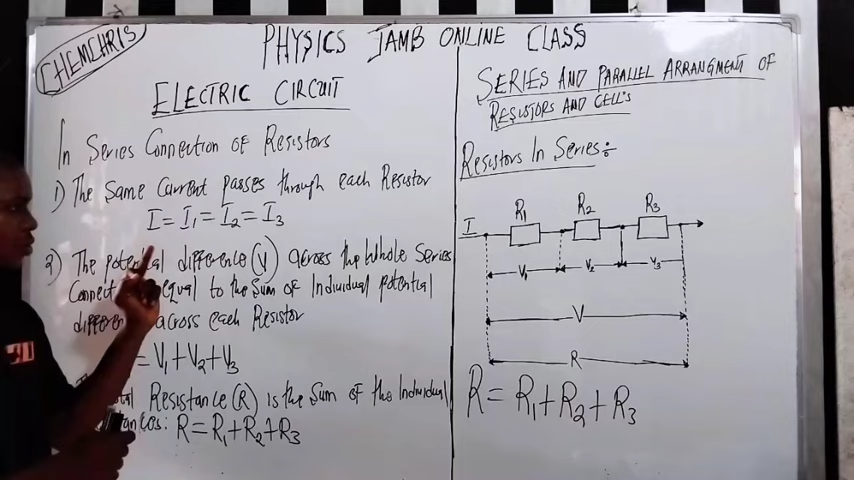 CHEMCHRIS
PHYSICS JAMB ONLINE CLASS
ELECTRIC CIRCUIT
In Series Connection of Resistors
1) The Same Current passes through each Resistor
I = I₁ = I₂ = I₃
2) The potential difference (V) across the Whole Series
Connect equal to the Sum of Individual potential
differen across each Resistor
= V₁ + V₂ + V₃
Resistance (R) is the Sum of the Individual
R = R₁ + R₂ + R₃
SERIES AND PARALLEL ARRANGMENT OF
RESISTORS AND CELL'S
Resistors In Series:-
I R₁ R₂ R₃
V₁ V₂ V₃
V
R
R = R₁ + R₂ + R₃